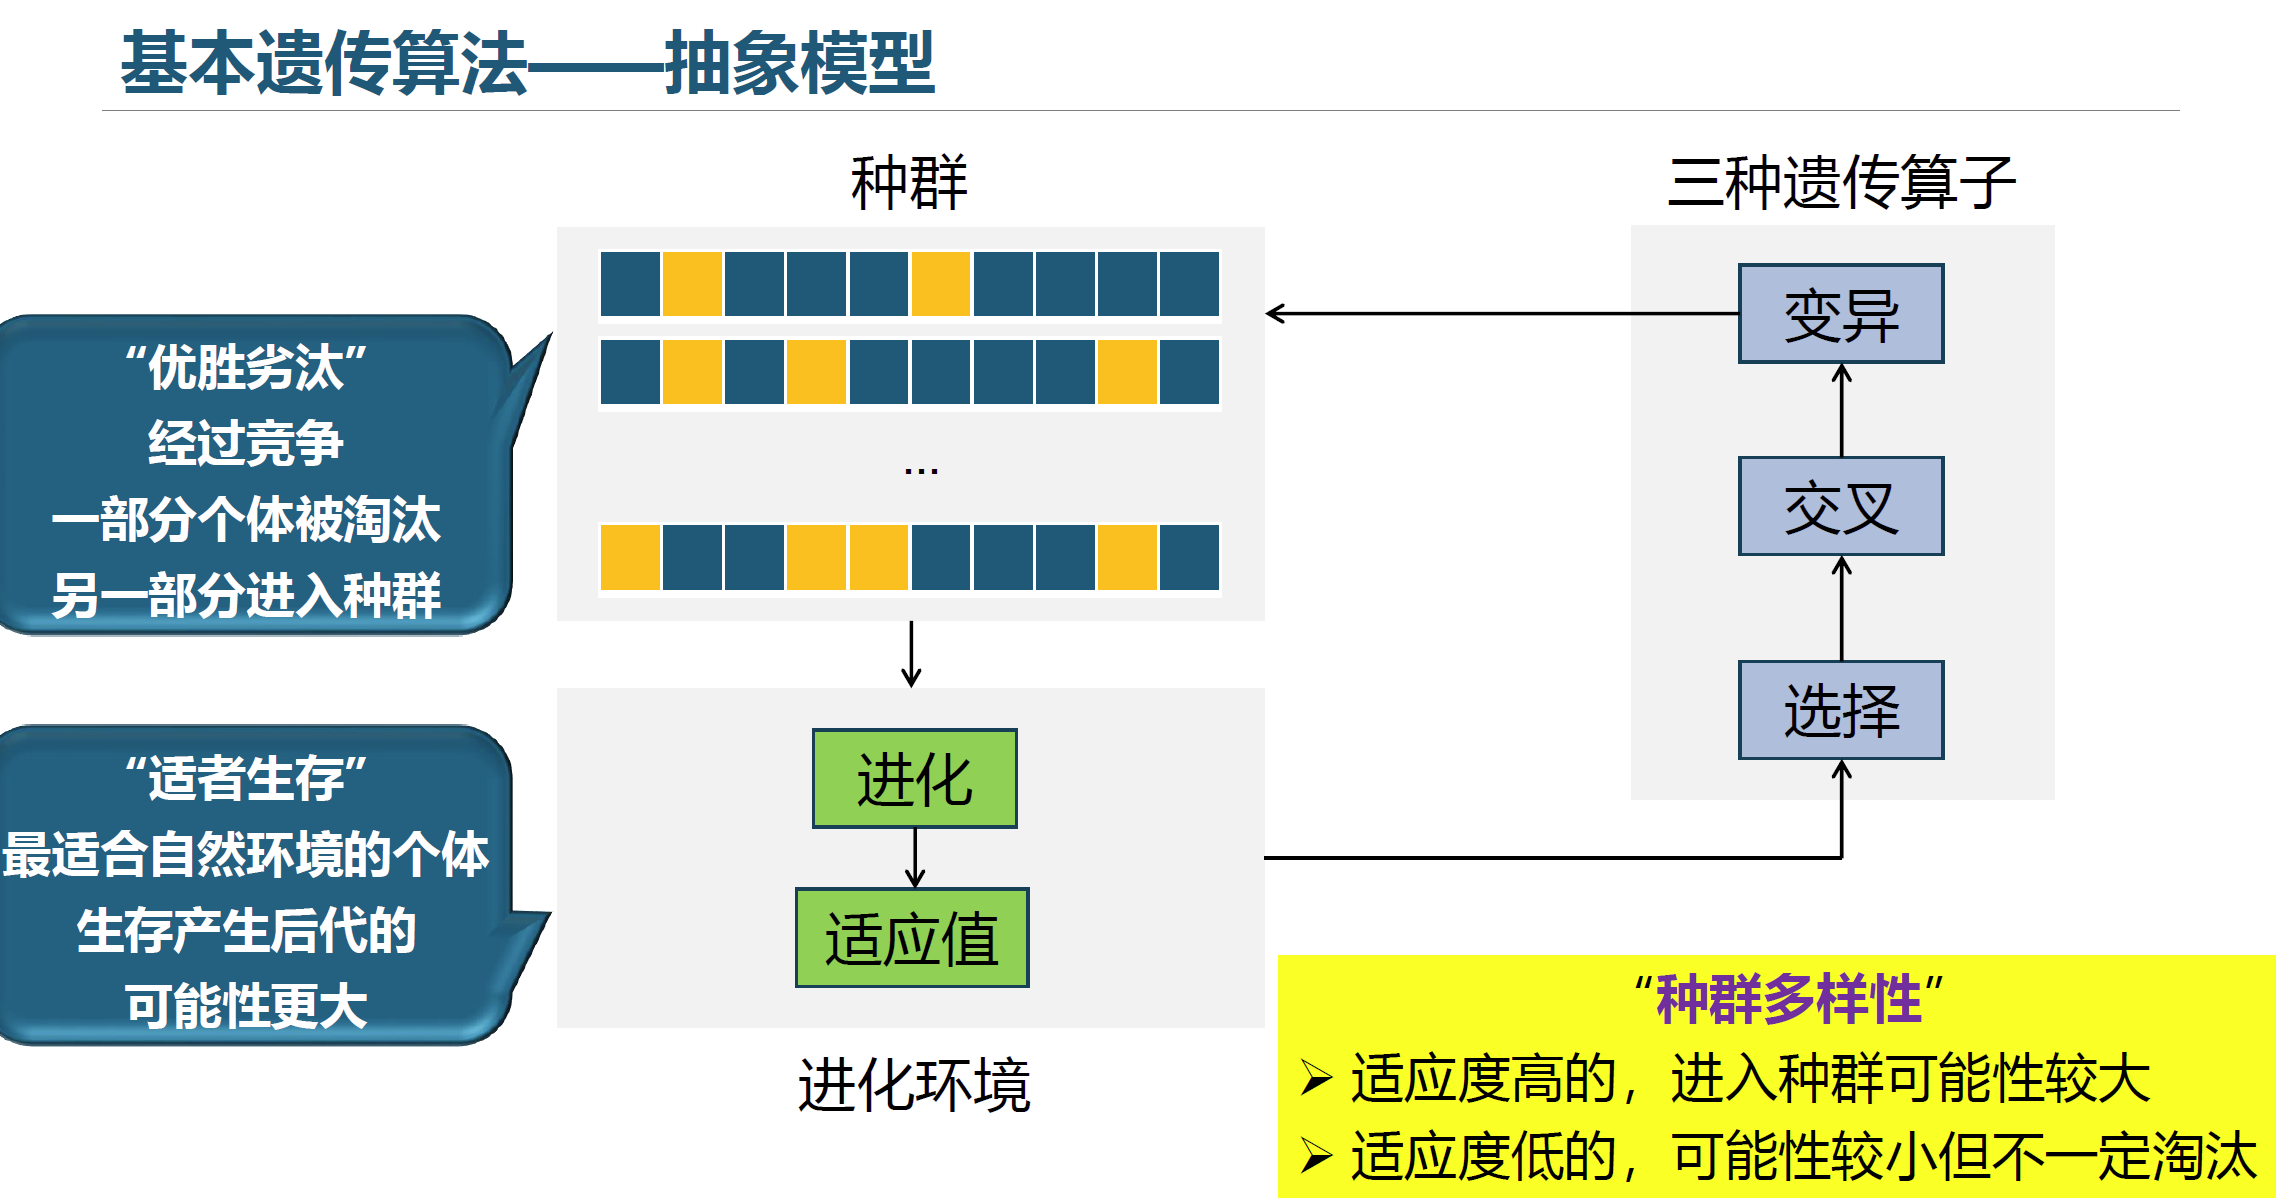 基本遗传算法——抽象模型
种群
三种遗传算子
“优胜劣汰”
经过竞争
一部分个体被淘汰
另一部分进入种群
...
变异
交叉
选择
“适者生存”
最适合自然环境的个体
生存产生后代的
可能性更大
进化
适应值
进化环境
“种群多样性”
➢ 适应度高的，进入种群可能性较大
➢ 适应度低的，可能性较小但不一定淘汰